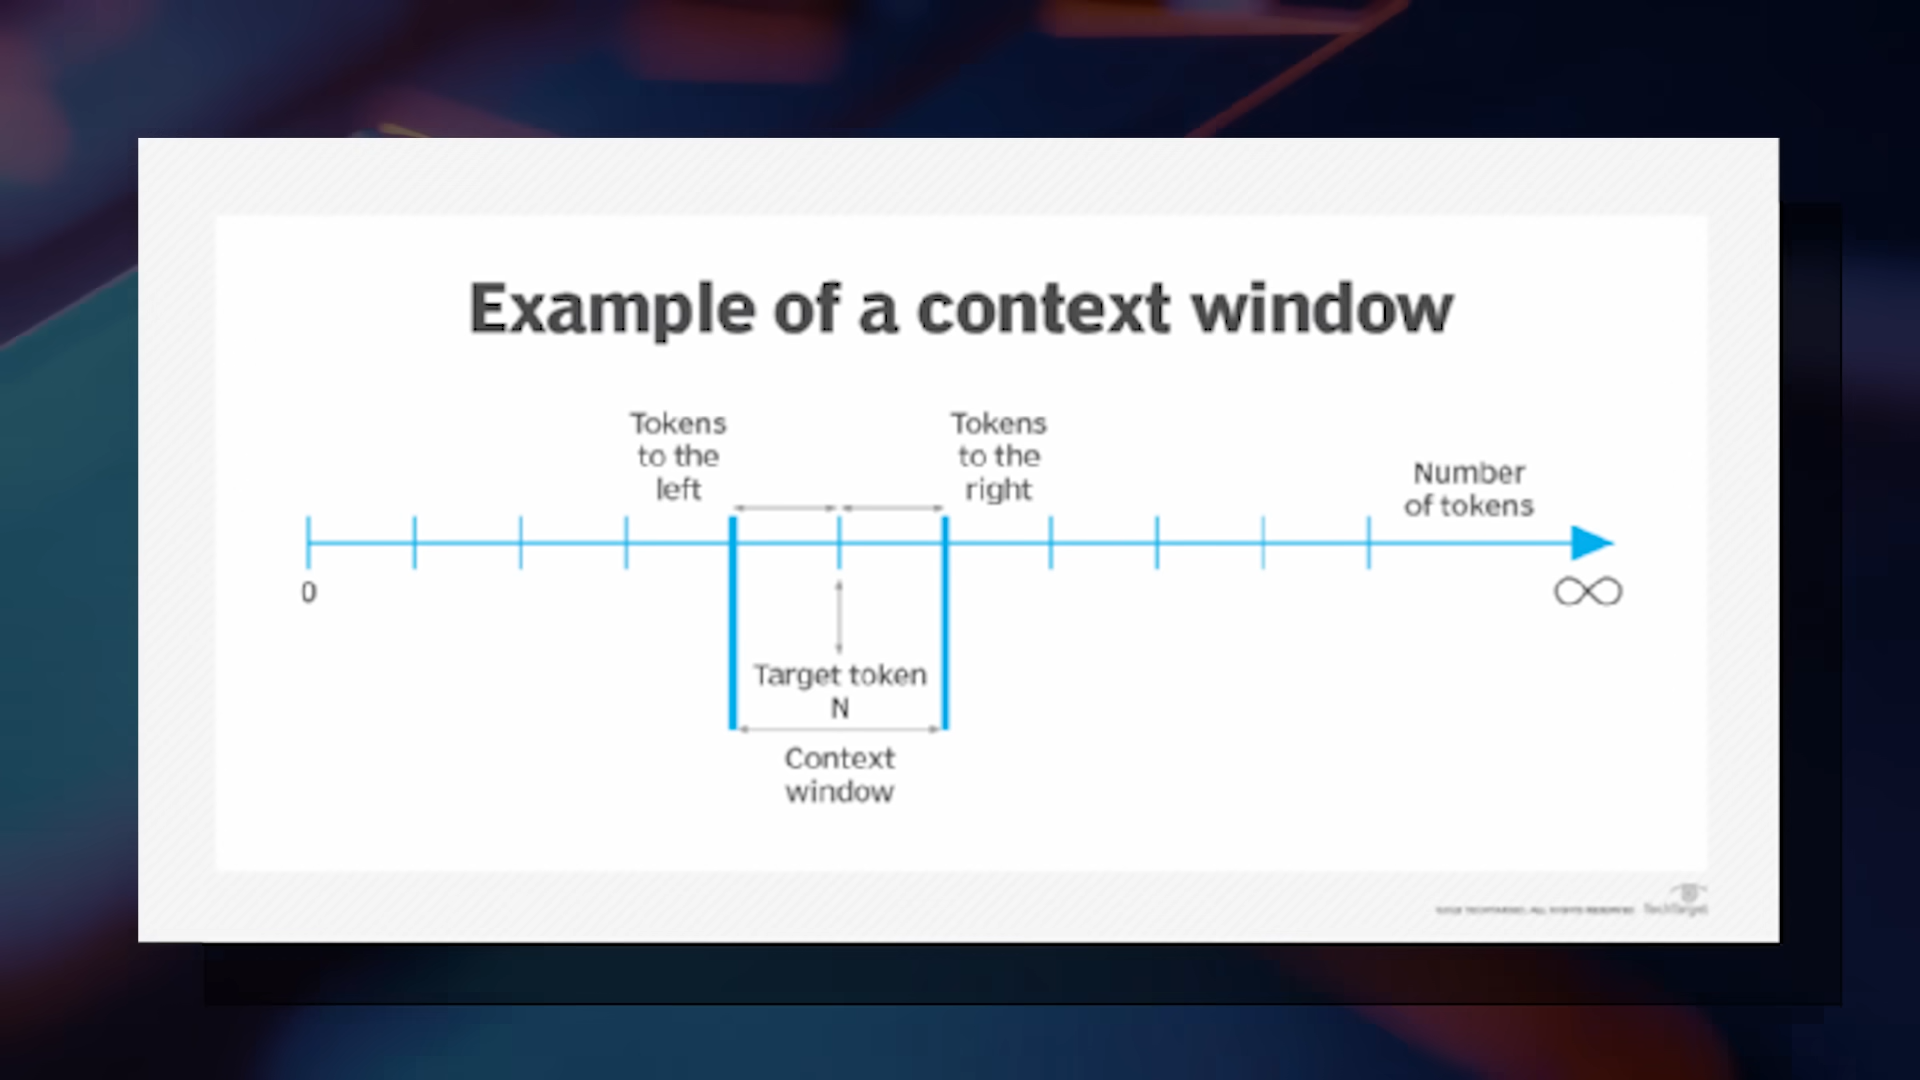 Example of a context window
Tokens
to the
left
Tokens
to the
right
Number
of tokens
0
∞
Target token
N
Context
window
TechTarget